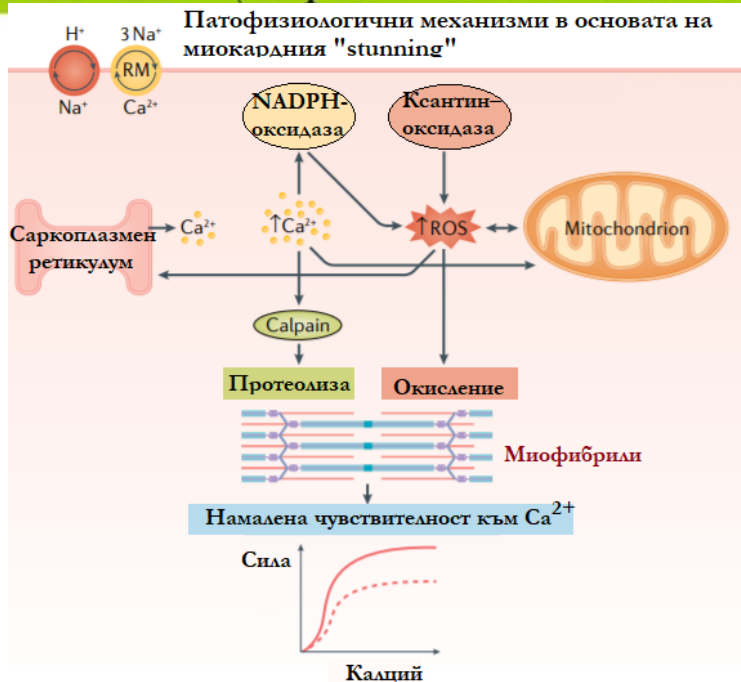 Патофизиологични механизми в основата на
миокардния "stunning"
H⁺
3 Na⁺
RM
Na⁺
Ca²⁺
NADPH-
оксидаза
Ксантин–
оксидаза
Саркоплазмен
ретикулум
Ca²⁺
↑Ca²⁺
↑ROS
Mitochondrion
Calpain
Протеолиза
Окисление
Миофибрили
Намалена чувствителност към Ca²⁺
Сила
Калций